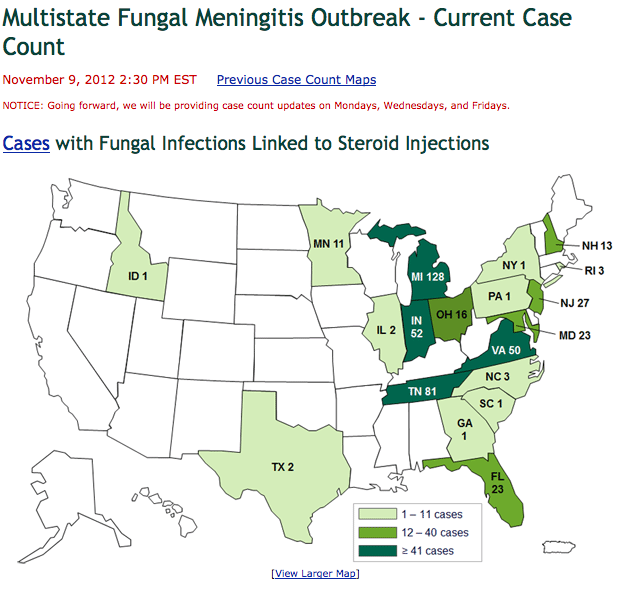 Multistate Fungal Meningitis Outbreak - Current Case
Count
November 9, 2012 2:30 PM EST Previous Case Count Maps
NOTICE: Going forward, we will be providing case count updates on Mondays, Wednesdays, and Fridays.
Cases with Fungal Infections Linked to Steroid Injections
MN 11
NH 13
ID 1
NY 1
RI 3
MI 128
PA 1
NJ 27
OH 16
IL 2
IN
52
MD 23
VA 50
NC 3
TN 81
SC 1
GA
1
TX 2
FL
23
1 – 11 cases
12 – 40 cases
≥ 41 cases
[View Larger Map]